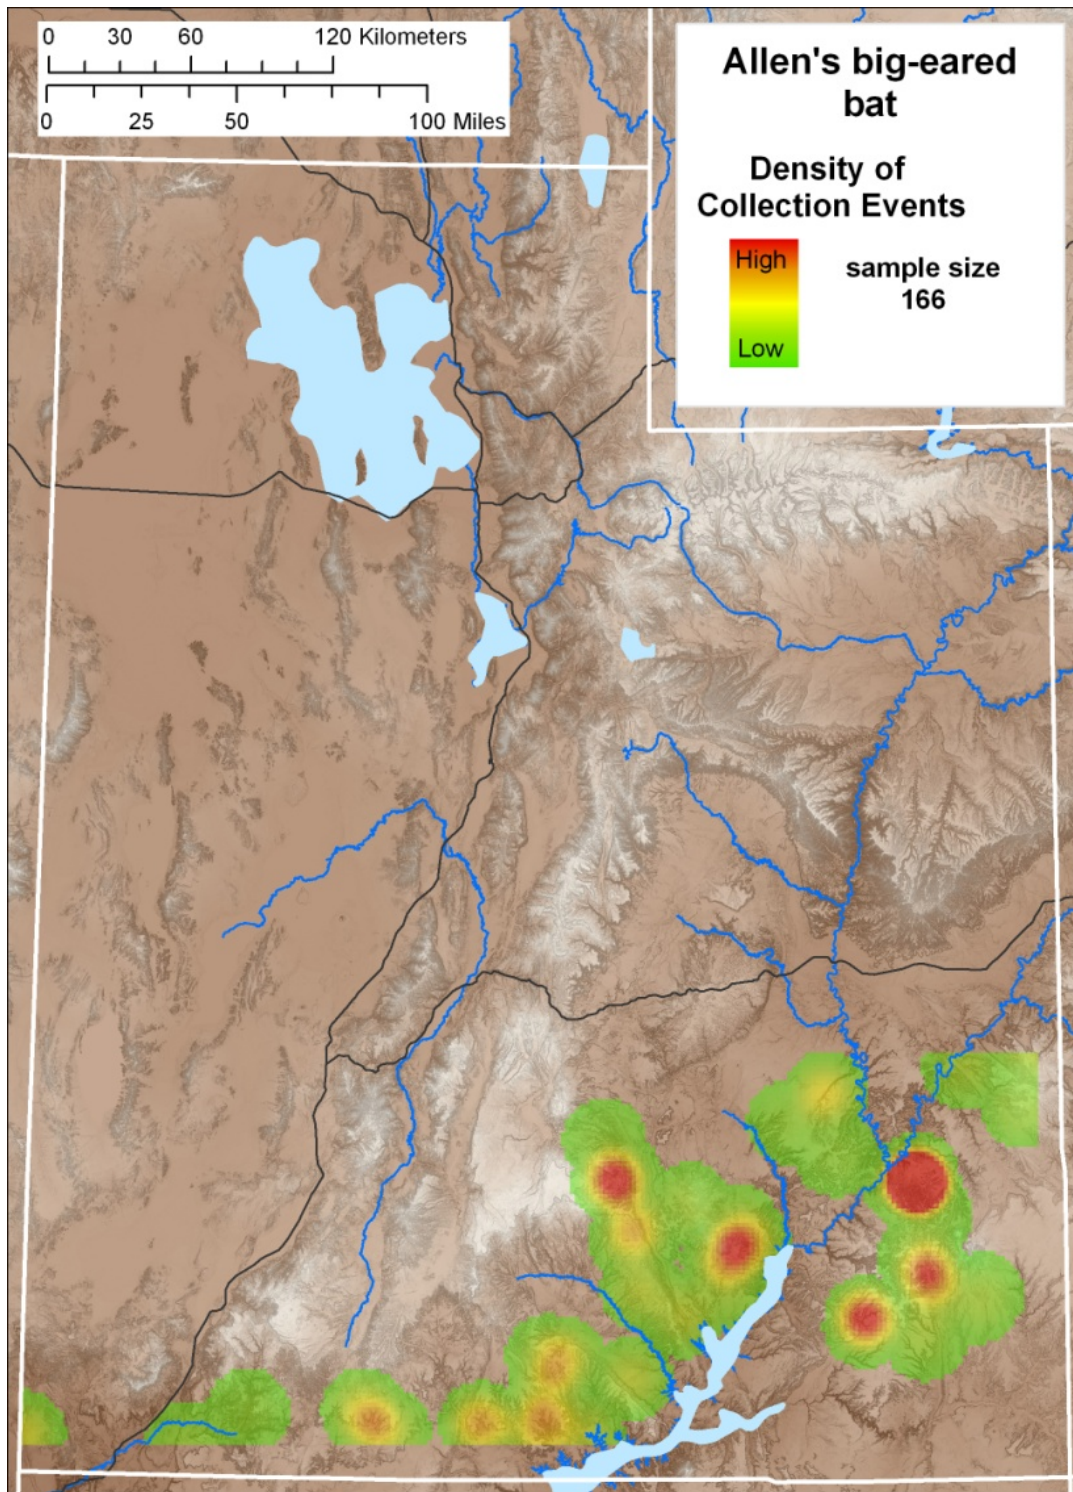 0 30 60 120 Kilometers
0 25 50 100 Miles
Allen's big-eared
bat
Density of
Collection Events
High
Low
sample size
166